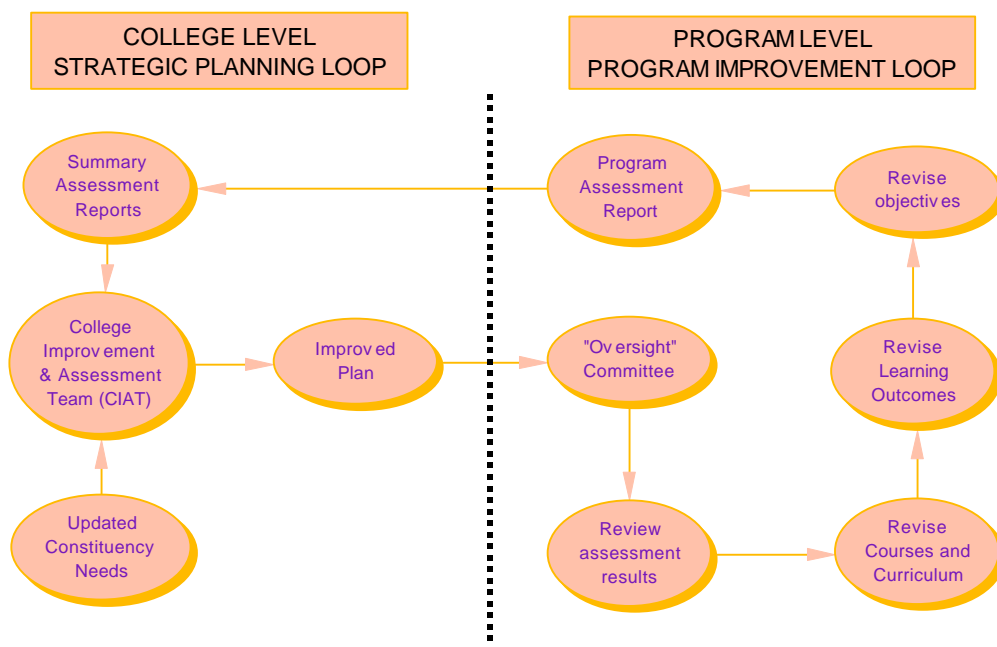 COLLEGE LEVEL
STRATEGIC PLANNING LOOP
PROGRAM LEVEL
PROGRAM IMPROVEMENT LOOP
Summary
Assessment
Reports
Program
Assessment
Report
Revise
objectives
College
Improvement
& Assessment
Team (CIAT)
Improved
Plan
"Oversight"
Committee
Revise
Learning
Outcomes
Updated
Constituency
Needs
Review
assessment
results
Revise
Courses and
Curriculum